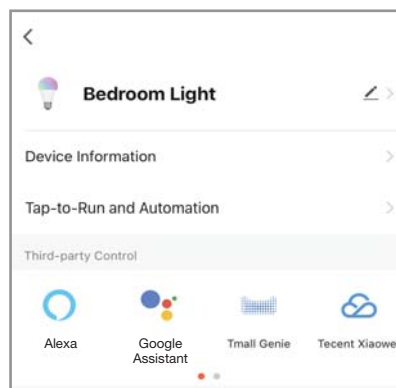 Bedroom Light
Device Information
Tap-to-Run and Automation
Third-party Control
Alexa
Google
Assistant
Tmall Genie
Tecent Xiaowe